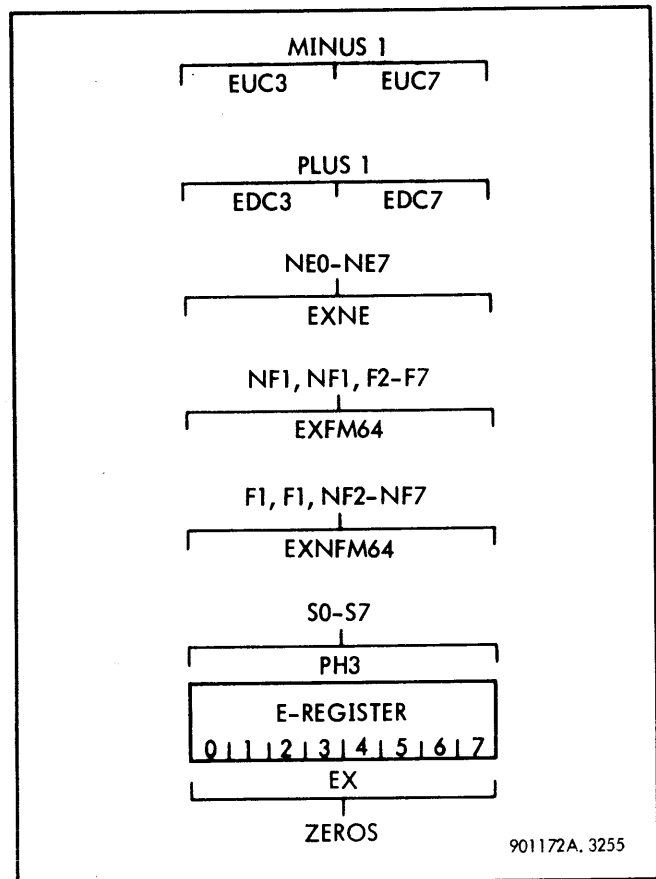 MINUS 1
EUC3 EUC7
PLUS 1
EDC3 EDC7
NE0-NE7
EXNE
NF1, NF1, F2-F7
EXFM64
F1, F1, NF2-NF7
EXNFM64
S0-S7
PH3
E-REGISTER
0 1 2 3 4 5 6 7
EX
ZEROS
901172A. 3255